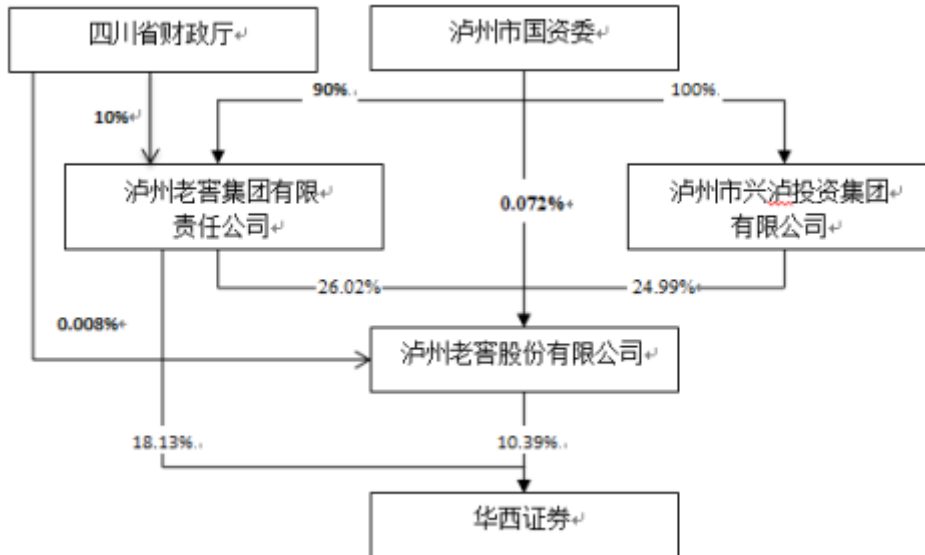 四川省财政厅
泸州市国资委
90%
100%
10%
泸州老窖集团有限
责任公司
0.072%
泸州市兴泸投资集团
有限公司
26.02%
24.99%
0.008%
泸州老窖股份有限公司
18.13%
10.39%
华西证券